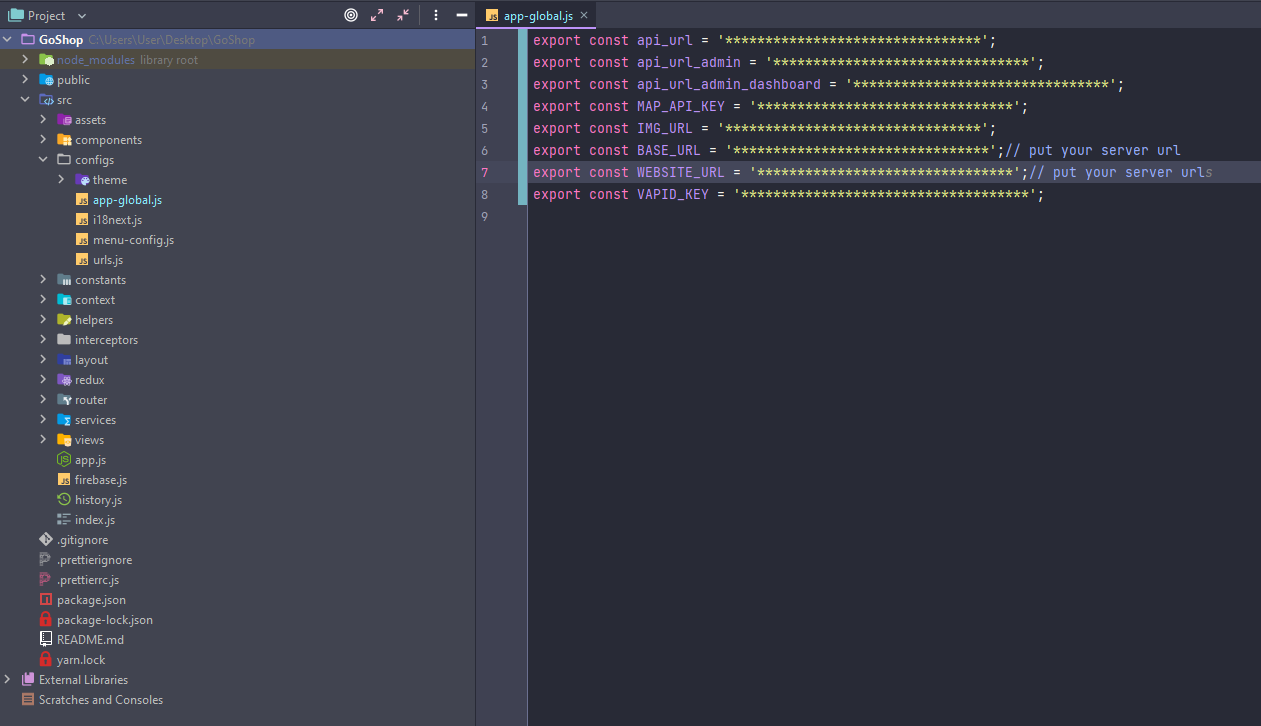 Project
GoShop C:\Users\User\Desktop\GoShop
node_modules library root
public
src
assets
components
configs
theme
app-global.js
i18next.js
menu-config.js
urls.js
constants
context
helpers
interceptors
layout
redux
router
services
views
app.js
firebase.js
history.js
index.js
.gitignore
.prettierignore
.prettierrc.js
package.json
package-lock.json
README.md
yarn.lock
External Libraries
Scratches and Consoles
app-global.js
1 export const api_url = '********************************';
2 export const api_url_admin = '********************************';
3 export const api_url_admin_dashboard = '********************************';
4 export const MAP_API_KEY = '********************************';
5 export const IMG_URL = '********************************';
6 export const BASE_URL = '********************************';// put your server url
7 export const WEBSITE_URL = '********************************';// put your server urls
8 export const VAPID_KEY = '************************************';
9